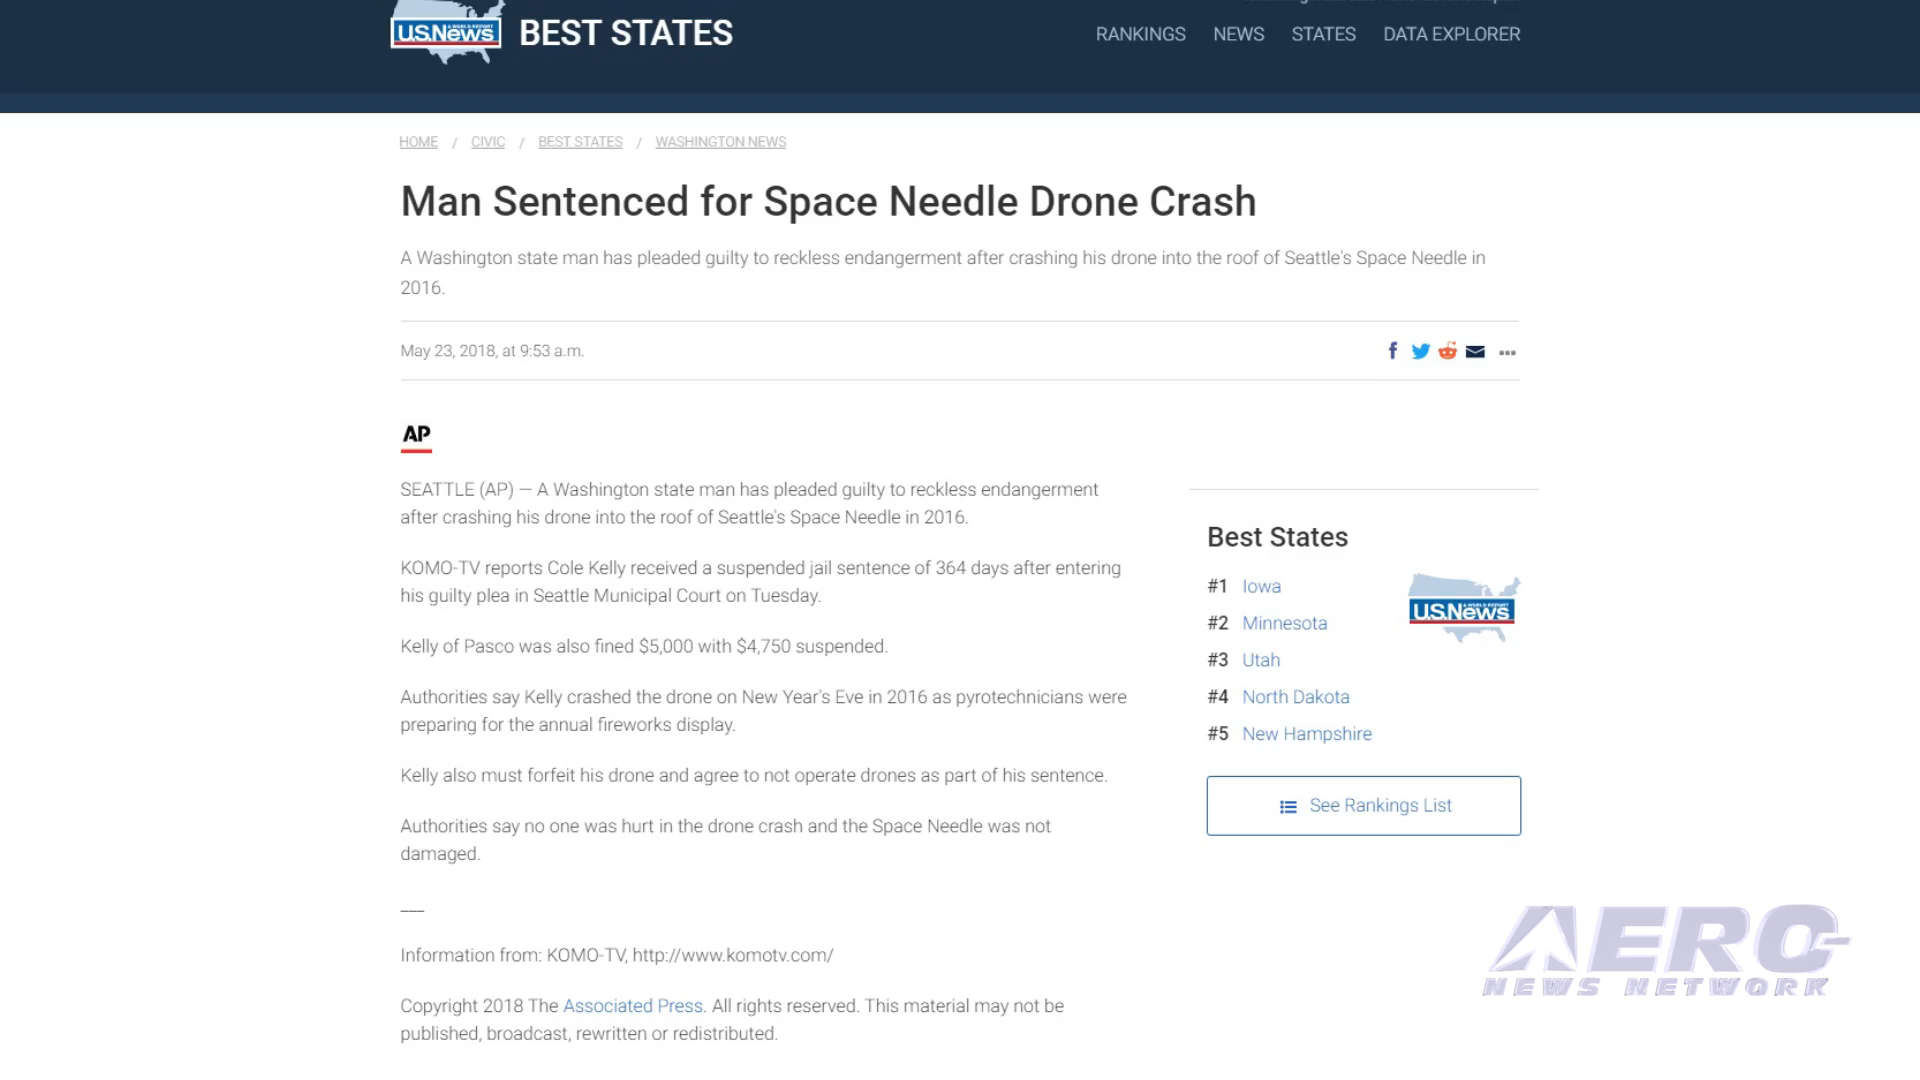 U.S.News
BEST STATES
RANKINGS NEWS STATES DATA EXPLORER
HOME / CIVIC / BEST STATES / WASHINGTON NEWS
Man Sentenced for Space Needle Drone Crash
A Washington state man has pleaded guilty to reckless endangerment after crashing his drone into the roof of Seattle's Space Needle in
2016.
May 23, 2018, at 9:53 a.m.
AP
SEATTLE (AP) — A Washington state man has pleaded guilty to reckless endangerment
after crashing his drone into the roof of Seattle's Space Needle in 2016.
KOMO-TV reports Cole Kelly received a suspended jail sentence of 364 days after entering
his guilty plea in Seattle Municipal Court on Tuesday.
Kelly of Pasco was also fined $5,000 with $4,750 suspended.
Authorities say Kelly crashed the drone on New Year's Eve in 2016 as pyrotechnicians were
preparing for the annual fireworks display.
Kelly also must forfeit his drone and agree to not operate drones as part of his sentence.
Authorities say no one was hurt in the drone crash and the Space Needle was not
damaged.
___
Information from: KOMO-TV, http://www.komotv.com/
Copyright 2018 The Associated Press. All rights reserved. This material may not be
published, broadcast, rewritten or redistributed.
Best States
#1 Iowa
#2 Minnesota
#3 Utah
#4 North Dakota
#5 New Hampshire
U.S.News
See Rankings List
AERO-
NEWS NETWORK